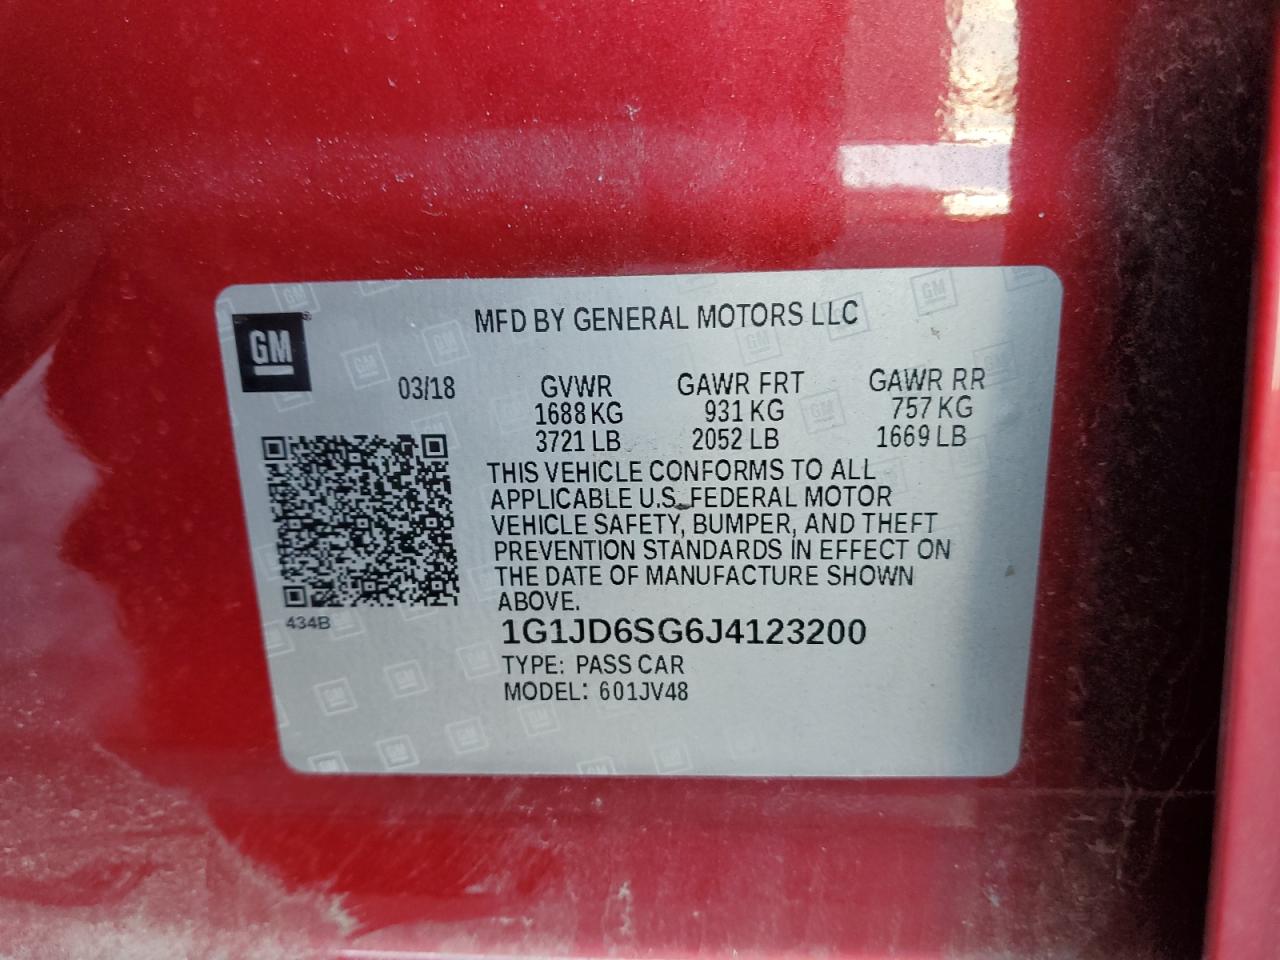 GM
MFD BY GENERAL MOTORS LLC
03/18 GVWR GAWR FRT GAWR RR
1688 KG 931 KG 757 KG
3721 LB 2052 LB 1669 LB
THIS VEHICLE CONFORMS TO ALL
APPLICABLE U.S. FEDERAL MOTOR
VEHICLE SAFETY, BUMPER, AND THEFT
PREVENTION STANDARDS IN EFFECT ON
THE DATE OF MANUFACTURE SHOWN
ABOVE.
434B
1G1JD6SG6J4123200
TYPE: PASS CAR
MODEL: 601JV48